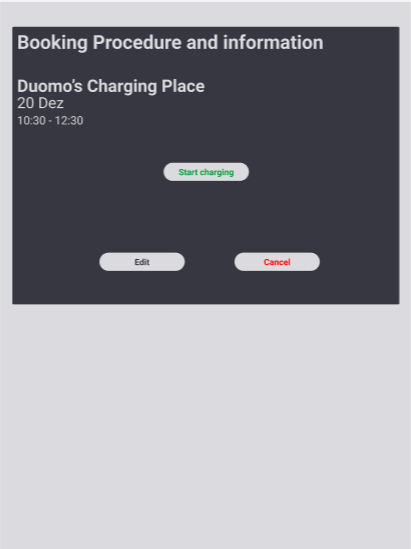 Booking Procedure and information
Duomo's Charging Place
20 Dez
10:30 - 12:30
Start charging
Edit
Cancel